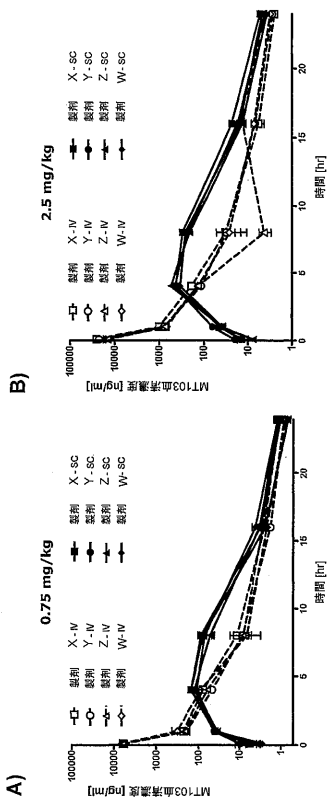 A)
0.75 mg/kg
製剤 X-IV
製剤 Y-IV
製剤 Z-IV
製剤 W-IV
製剤 X-SC
製剤 Y-SC
製剤 Z-SC
製剤 W-SC
MT103血清濃度 [ng/ml]
100000
10000
1000
100
10
1
0
5
10
15
20
時間 [hr]
B)
2.5 mg/kg
製剤 X-IV
製剤 Y-IV
製剤 Z-IV
製剤 W-IV
製剤 X-SC
製剤 Y-SC
製剤 Z-SC
製剤 W-SC
MT103血清濃度 [ng/ml]
100000
10000
1000
100
10
1
0
5
10
15
20
時間 [hr]